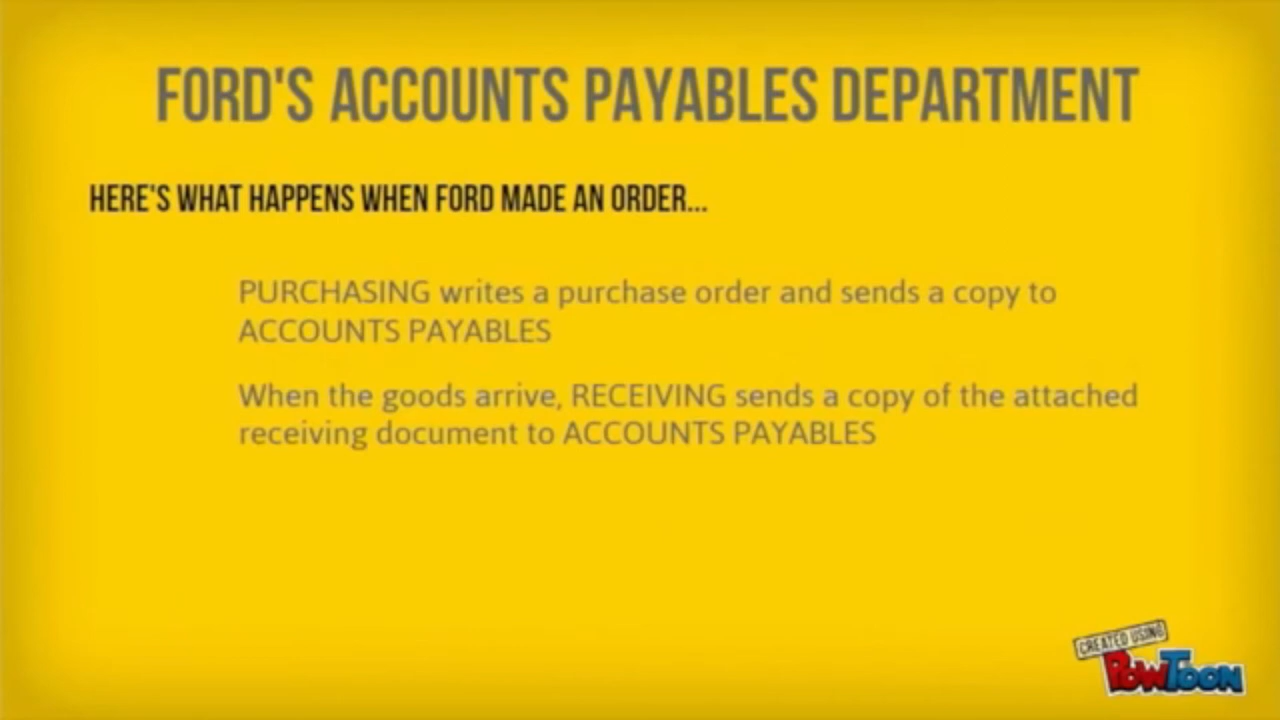 FORD'S ACCOUNTS PAYABLES DEPARTMENT
HERE'S WHAT HAPPENS WHEN FORD MADE AN ORDER...
PURCHASING writes a purchase order and sends a copy to
ACCOUNTS PAYABLES
When the goods arrive, RECEIVING sends a copy of the attached
receiving document to ACCOUNTS PAYABLES
CREATED USING
POWTOON